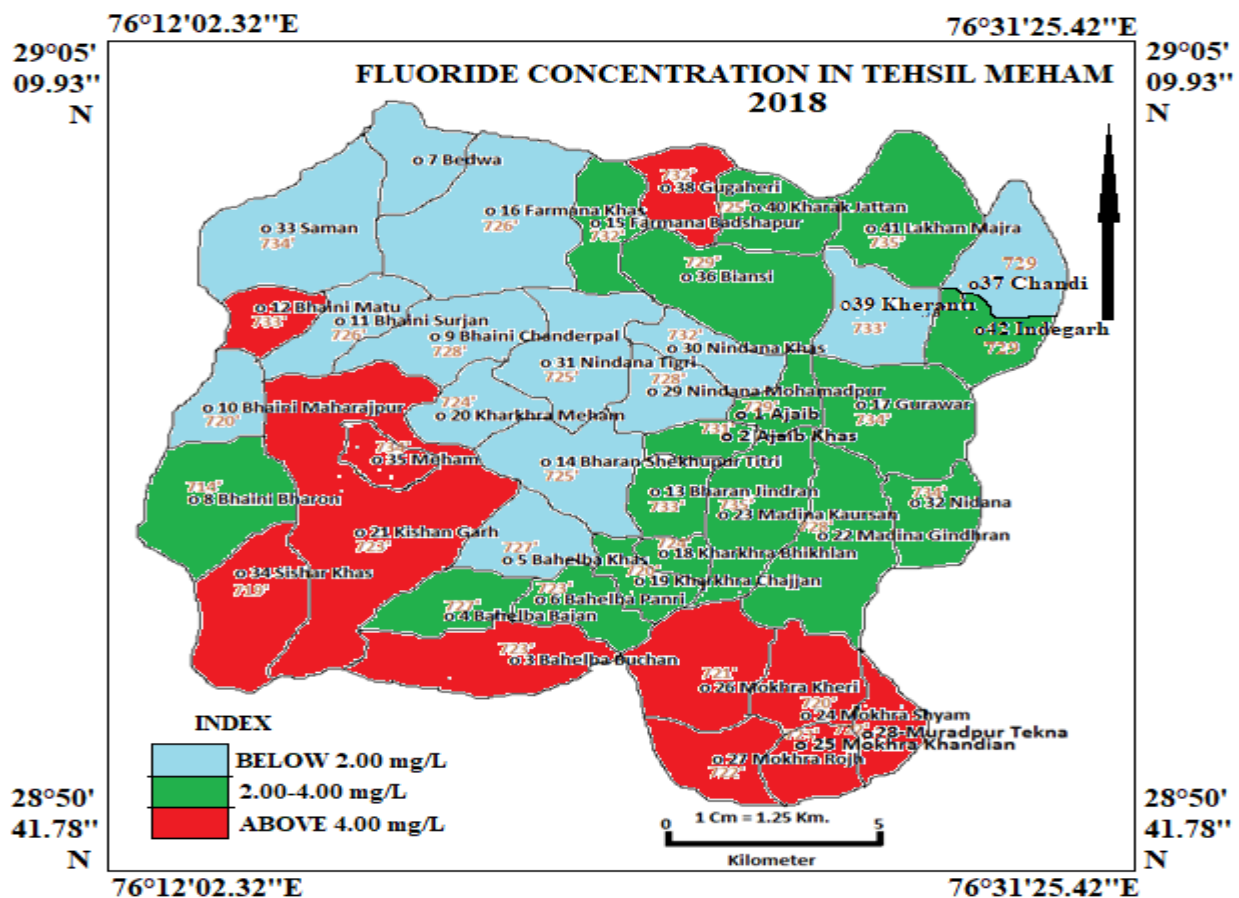 76°12'02.32"E
76°31'25.42"E
29°05'
09.93"
N
29°05'
09.93"
N
FLUORIDE CONCENTRATION IN TEHSIL MEHAM
2018
7 Bedwa
16 Farmana Khas
726'
33 Saman
734'
732'
38 Gugaheri
15 Farmana Badshapur
732'
725'
40 Kharak Jattan
41 Lakhan Majra
735'
729'
36 Biansi
729
37 Chandi
39 Kheranti
733'
42 Indegarh
729
12 Bhaini Matu
733'
11 Bhaini Surjan
726'
9 Bhaini Chanderpal
728'
732'
30 Nindana Khas
31 Nindana Tigri
725'
728'
29 Nindana Mohamadpur
10 Bhaini Maharajpur
720'
724'
20 Kharkhra Meham
729'
1 Ajaib
731'
2 Ajaib Khas
17 Gurawar
734'
734'
35 Meham
14 Bharan Shekhupur Titri
725'
714'
8 Bhaini Bharon
13 Bharan Jindran
733'
735'
23 Madina Kaursan
734'
32 Nidana
728'
22 Madina Gindhran
21 Kishan Garh
723'
727'
5 Bahelba Khas
724'
18 Kharkhra Bhikhlan
720'
19 Kharkhra Chajjan
34 Sishar Khas
719'
723'
6 Bahelba Panri
727'
4 Bahelba Bajan
723'
3 Bahelba Buchan
721'
26 Mokhra Kheri
720'
24 Mokhra Shyam
28-Muradpur Tekna
25 Mokhra Khandian
27 Mokhra Rojh
722'
INDEX
BELOW 2.00 mg/L
2.00-4.00 mg/L
ABOVE 4.00 mg/L
0
1 Cm = 1.25 Km.
5
Kilometer
28°50'
41.78"
N
28°50'
41.78"
N
76°12'02.32"E
76°31'25.42"E